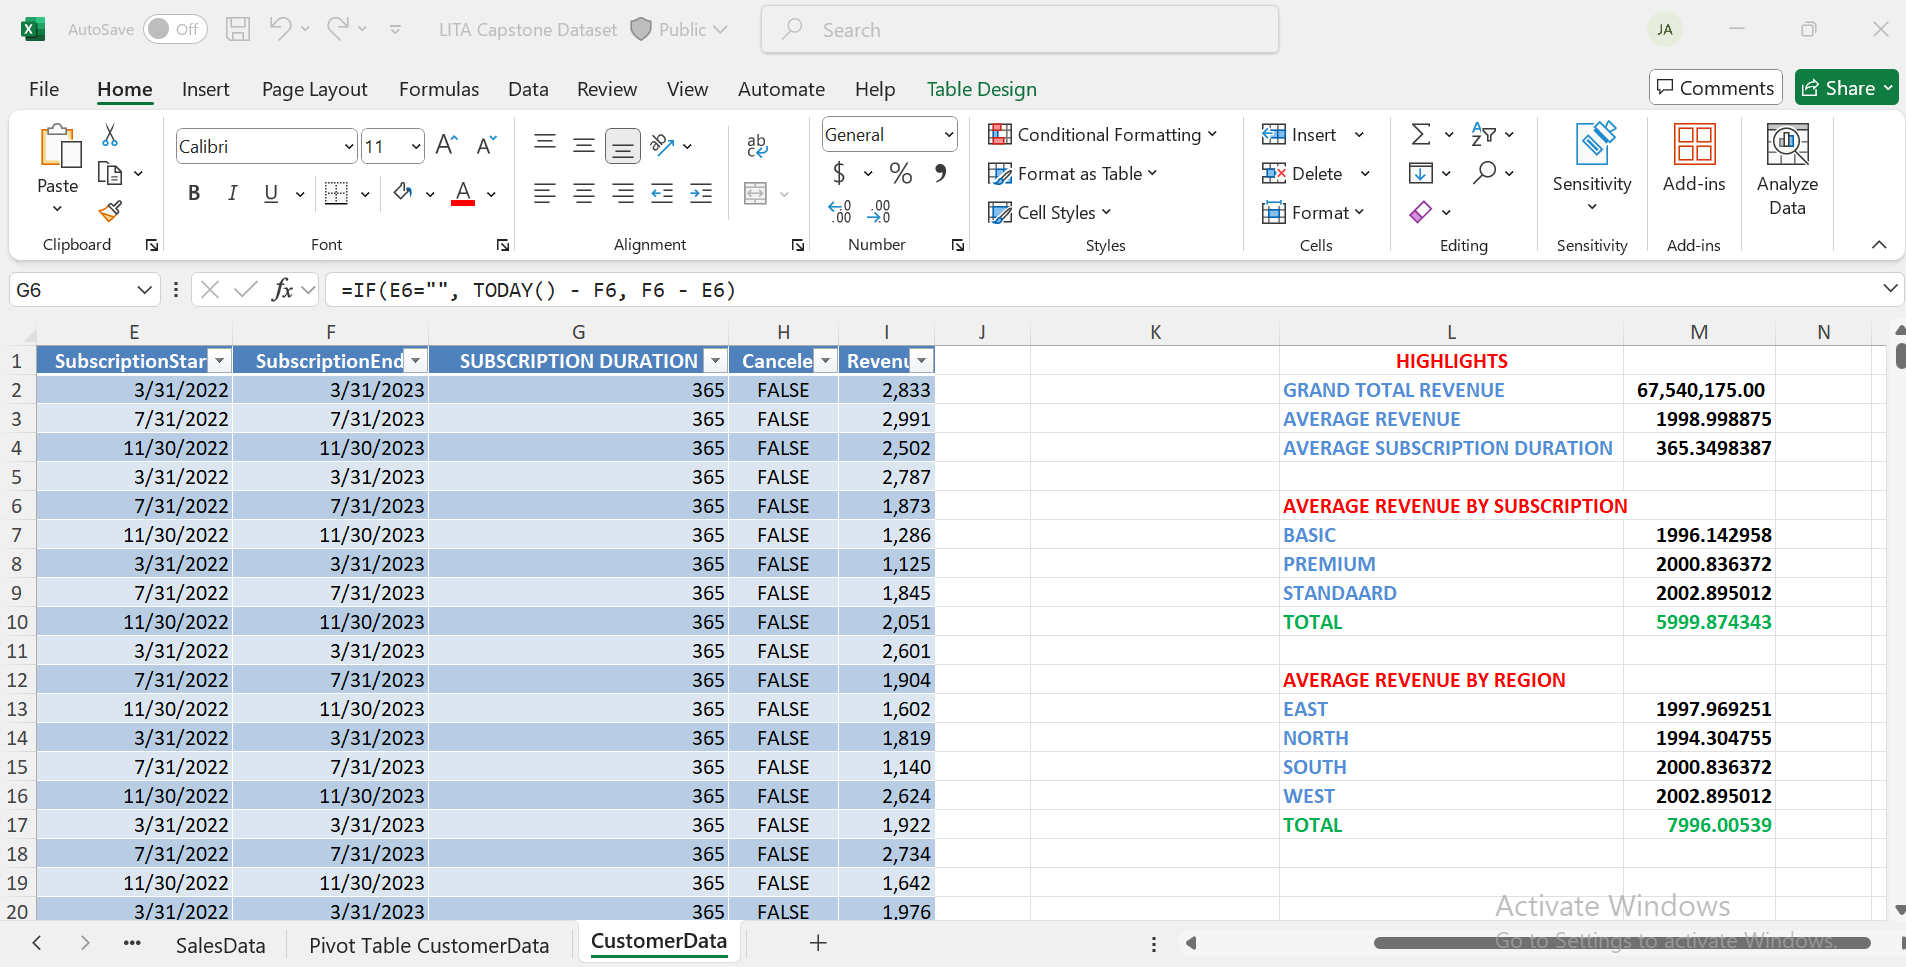 AutoSave Off LITA Capstone Dataset Public Search JA
File Home Insert Page Layout Formulas Data Review View Automate Help Table Design Comments Share
Paste
Clipboard
Calibri 11
B I U A
Font
ab
Alignment
General
$ % ,
Number
Conditional Formatting
Format as Table
Cell Styles
Styles
Insert
Delete
Format
Cells
Editing
Sensitivity
Sensitivity
Add-ins
Add-ins
Analyze
Data
G6 fx =IF(E6="", TODAY() - F6, F6 - E6)
E F G H I J K L M N
1 SubscriptionStar SubscriptionEnd SUBSCRIPTION DURATION Cancele Revenu HIGHLIGHTS
2 3/31/2022 3/31/2023 365 FALSE 2,833 GRAND TOTAL REVENUE 67,540,175.00
3 7/31/2022 7/31/2023 365 FALSE 2,991 AVERAGE REVENUE 1998.998875
4 11/30/2022 11/30/2023 365 FALSE 2,502 AVERAGE SUBSCRIPTION DURATION 365.3498387
5 3/31/2022 3/31/2023 365 FALSE 2,787
6 7/31/2022 7/31/2023 365 FALSE 1,873 AVERAGE REVENUE BY SUBSCRIPTION
7 11/30/2022 11/30/2023 365 FALSE 1,286 BASIC 1996.142958
8 3/31/2022 3/31/2023 365 FALSE 1,125 PREMIUM 2000.836372
9 7/31/2022 7/31/2023 365 FALSE 1,845 STANDAARD 2002.895012
10 11/30/2022 11/30/2023 365 FALSE 2,051 TOTAL 5999.874343
11 3/31/2022 3/31/2023 365 FALSE 2,601
12 7/31/2022 7/31/2023 365 FALSE 1,904 AVERAGE REVENUE BY REGION
13 11/30/2022 11/30/2023 365 FALSE 1,602 EAST 1997.969251
14 3/31/2022 3/31/2023 365 FALSE 1,819 NORTH 1994.304755
15 7/31/2022 7/31/2023 365 FALSE 1,140 SOUTH 2000.836372
16 11/30/2022 11/30/2023 365 FALSE 2,624 WEST 2002.895012
17 3/31/2022 3/31/2023 365 FALSE 1,922 TOTAL 7996.00539
18 7/31/2022 7/31/2023 365 FALSE 2,734
19 11/30/2022 11/30/2023 365 FALSE 1,642
20 3/31/2022 3/31/2023 365 FALSE 1,976
Activate Windows
Go to Settings to activate Windows.
SalesData Pivot Table CustomerData CustomerData